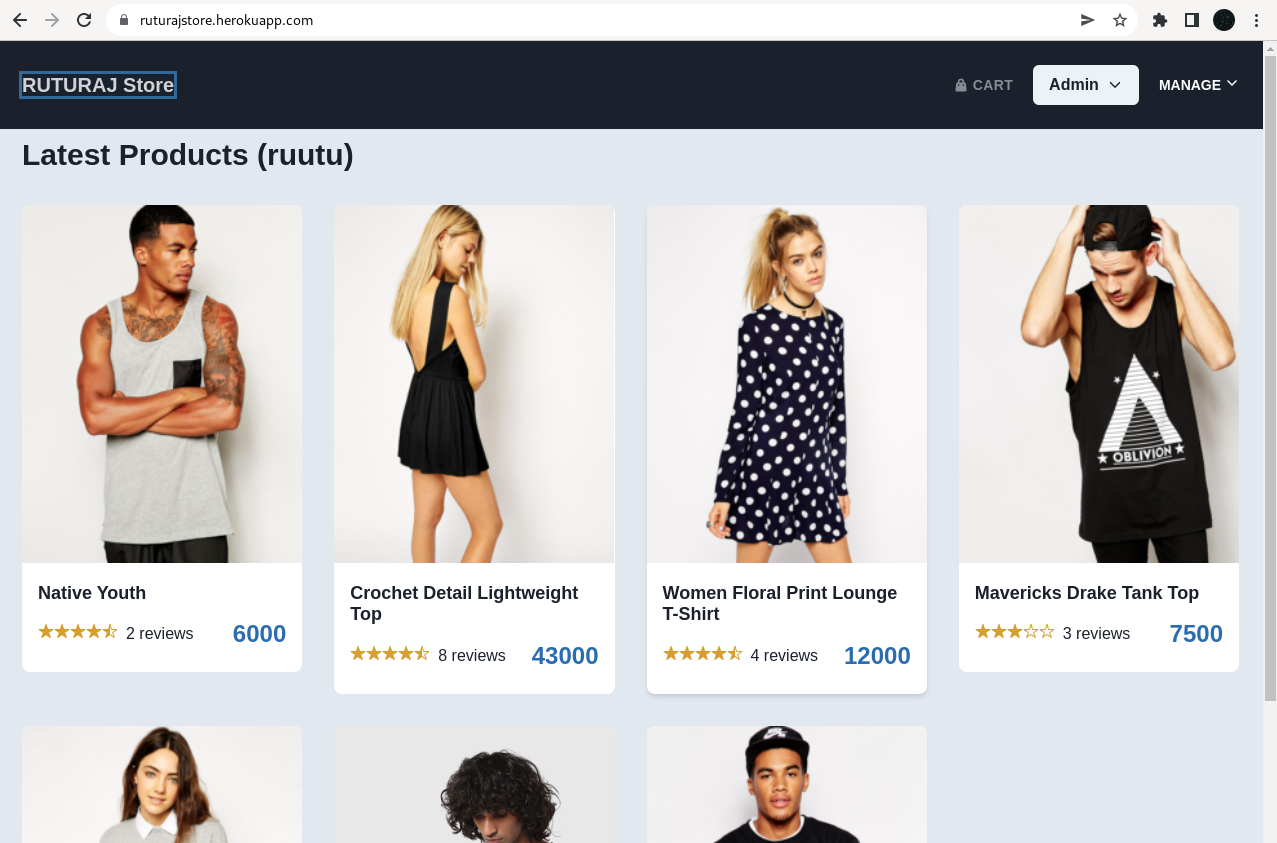 ruturajstore.herokuapp.com
RUTURAJ Store
CART
Admin
MANAGE
Latest Products (ruutu)
OBLIVION
Native Youth
2 reviews
6000
Crochet Detail Lightweight
Top
8 reviews
43000
Women Floral Print Lounge
T-Shirt
4 reviews
12000
Mavericks Drake Tank Top
3 reviews
7500